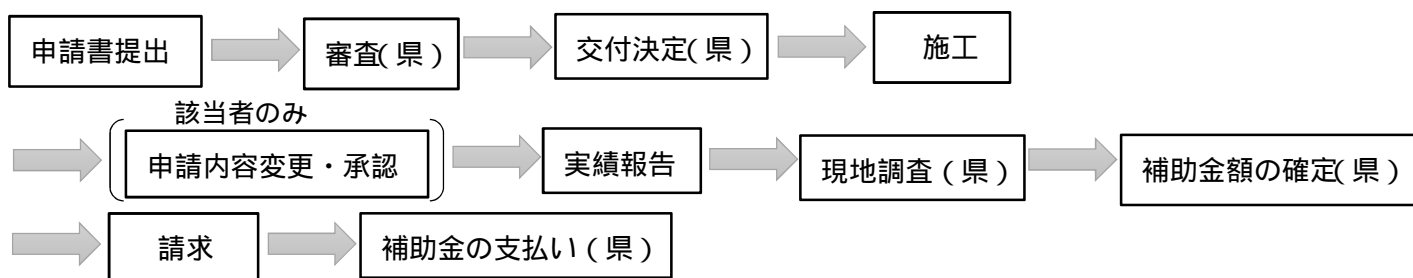 申請書提出 審査(県) 交付決定(県) 施工
該当者のみ
申請内容変更・承認 実績報告 現地調査(県) 補助金額の確定(県)
請求 補助金の支払い(県)